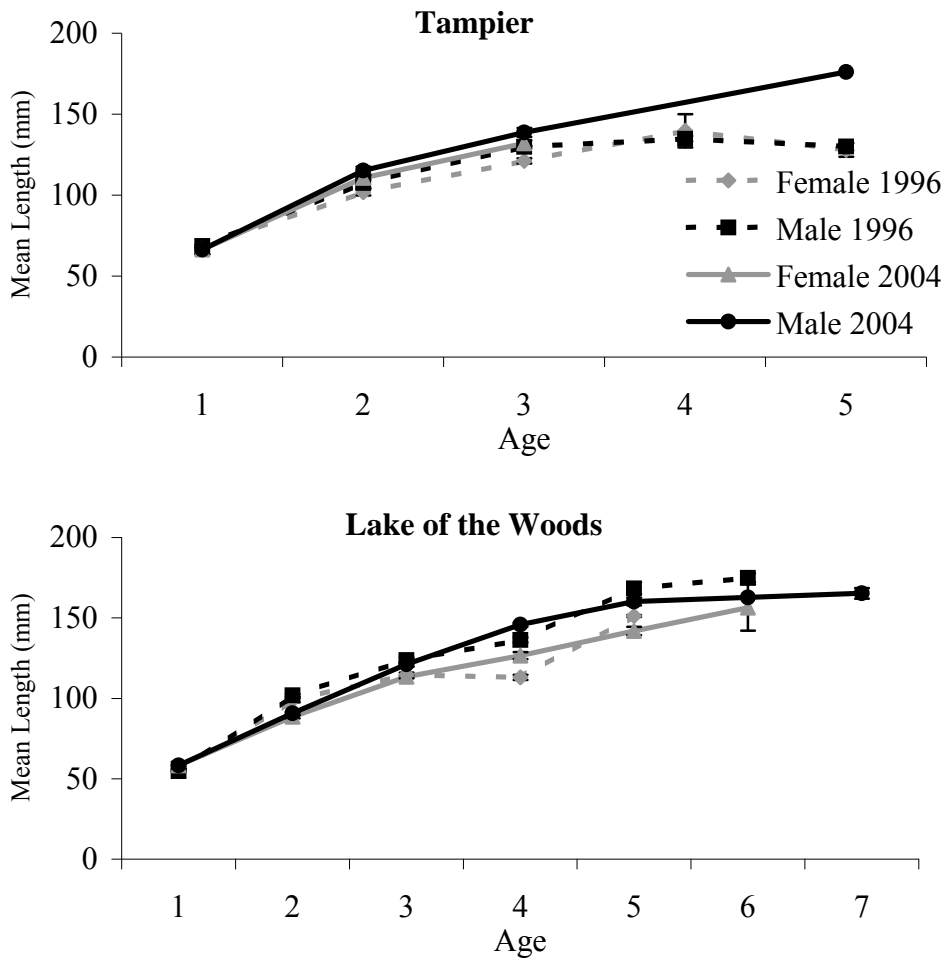 Tampier
200
150
100
50
0
Mean Length (mm)
Female 1996
Male 1996
Female 2004
Male 2004
1 2 3 4 5
Age
Lake of the Woods
200
150
100
50
0
Mean Length (mm)
1 2 3 4 5 6 7
Age